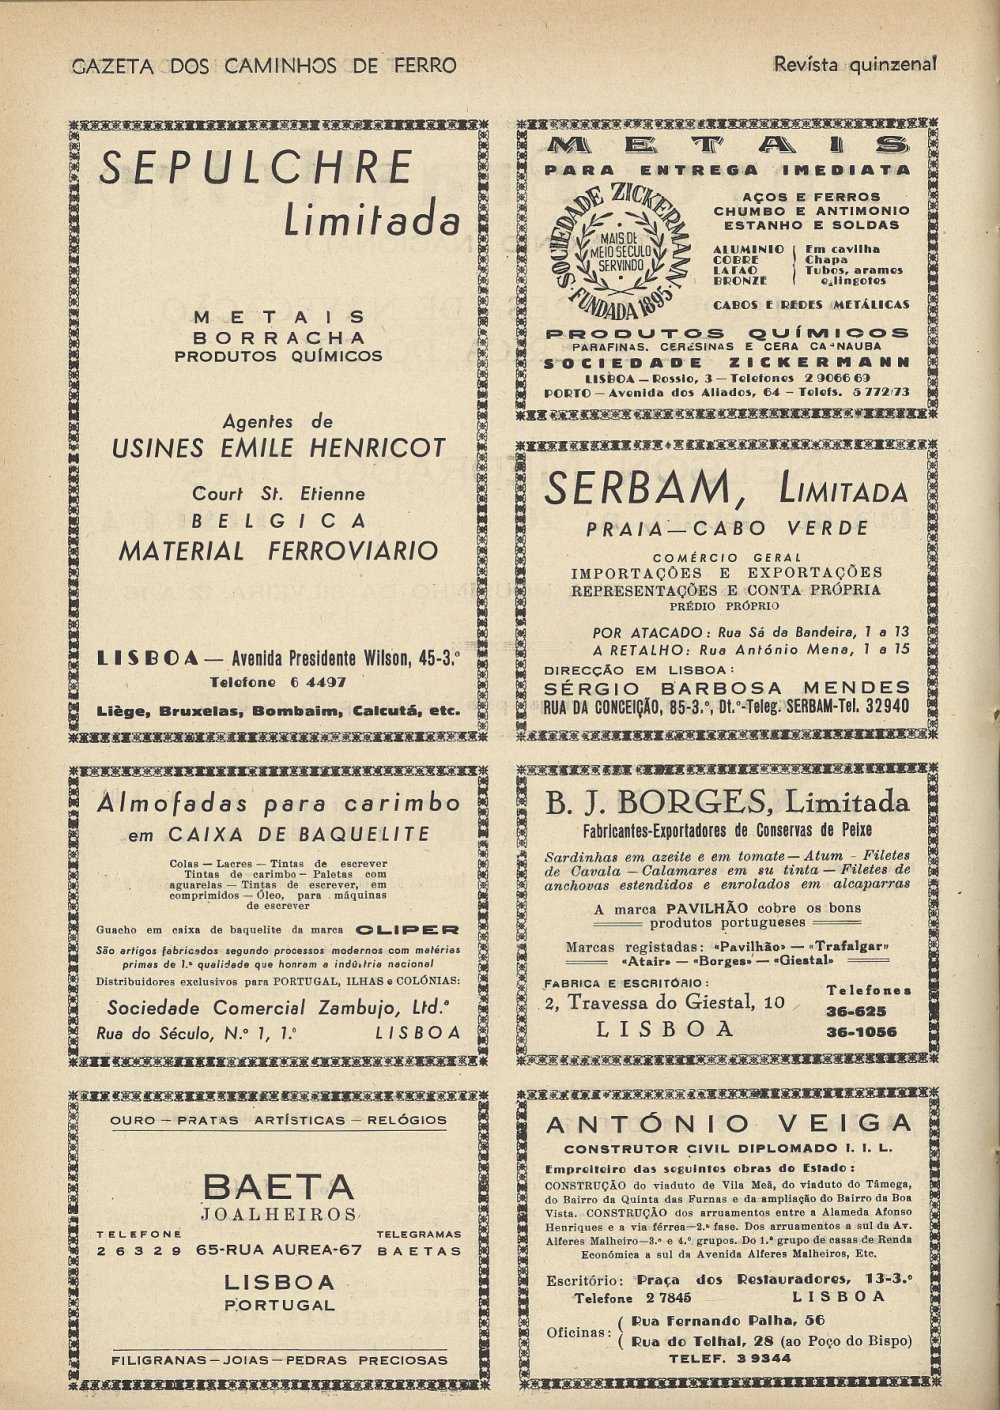 GAZETA DOS CAMINHOS DE FERRO
Revista quinzenal
SEPULCHRE
Limitada
METAIS
BORRACHA
PRODUTOS QUÍMICOS
Agentes de
USINES EMILE HENRICOT
Court St. Etienne
BELGICA
MATERIAL FERROVIARIO
LISBOA — Avenida Presidente Wilson, 45-3.º
Telefone 6 4497
Liège, Bruxelas, Bombaim, Calcutá, etc.
METAIS
PARA ENTREGA IMEDIATA
SOCIEDADE ZICKERMANN
MAIS DE
MEIO SECULO
SERVINDO
FUNDADA 1895
AÇOS E FERROS
CHUMBO E ANTIMONIO
ESTANHO E SOLDAS
ALUMINIO Em cavilha
COBRE Chapa
LATAO Tubos, arames
BRONZE e lingotes
CABOS E REDES METÁLICAS
PRODUTOS QUÍMICOS
PARAFINAS, CERESINAS E CERA CARNAUBA
SOCIEDADE ZICKERMANN
LISBOA — Rossio, 3 — Telefones 2 9066 69
PORTO — Avenida dos Aliados, 64 — Telefs. 5 772/73
SERBAM, LIMITADA
PRAIA — CABO VERDE
COMÉRCIO GERAL
IMPORTAÇÕES E EXPORTAÇÕES
REPRESENTAÇÕES E CONTA PRÓPRIA
PRÉDIO PRÓPRIO
POR ATACADO: Rua Sá da Bandeira, 1 a 13
A RETALHO: Rua António Mena, 1 a 15
DIRECÇÃO EM LISBOA:
SÉRGIO BARBOSA MENDES
RUA DA CONCEIÇÃO, 85-3.º, Dt.º-Teleg. SERBAM-Tel. 32940
Almofadas para carimbo
em CAIXA DE BAQUELITE
Colas — Lacres — Tintas de escrever
Tintas de carimbo — Paletas com
aguarelas — Tintas de escrever, em
comprimidos — Óleo, para máquinas
de escrever
Guacho em caixa de baquelite da marca CLIPER
São artigos fabricados segundo processos modernos com matérias
primas de 1.ª qualidade que honram a indústria nacional
Distribuidores exclusivos para PORTUGAL, ILHAS e COLÓNIAS:
Sociedade Comercial Zambujo, Ltd.ª
Rua do Século, N.º 1, 1.º LISBOA
B. J. BORGES, Limitada
Fabricantes-Exportadores de Conservas de Peixe
Sardinhas em azeite e em tomate — Atum - Filetes
de Cavala — Calamares em su tinta — Filetes de
anchovas estendidos e enrolados em alcaparras
A marca PAVILHÃO cobre os bons
produtos portugueses
Marcas registadas: «Pavilhão» — «Trafalgar»
«Atair» — «Borges» — «Giestal»
FABRICA E ESCRITÓRIO:
2, Travessa do Giestal, 10
LISBOA
Telefones
36-625
36-1056
OURO — PRATAS ARTÍSTICAS — RELÓGIOS
BAETA
JOALHEIROS
TELEFONE
26329
65-RUA AUREA-67
TELEGRAMAS
BAETAS
LISBOA
PORTUGAL
FILIGRANAS — JOIAS — PEDRAS PRECIOSAS
ANTÓNIO VEIGA
CONSTRUTOR CIVIL DIPLOMADO I. I. L.
Empreiteiro das seguintes obras do Estado:
CONSTRUÇÃO do viaduto de Vila Meã, do viaduto do Tâmega,
do Bairro da Quinta das Furnas e da ampliação do Bairro da Boa
Vista. CONSTRUÇÃO dos arruamentos entre a Alameda Afonso
Henriques e a via férrea—2.ª fase. Dos arruamentos a sul da Av.
Alferes Malheiro—3.º e 4.º grupos. Do 1.º grupo de casas de Renda
Económica a sul da Avenida Alferes Malheiros, Etc.
Escritório: Praça dos Restauradores, 13-3.º
Telefone 2 7845 LISBOA
Oficinas: Rua Fernando Palha, 56
Rua do Telhal, 28 (ao Poço do Bispo)
TELEF. 3 9344